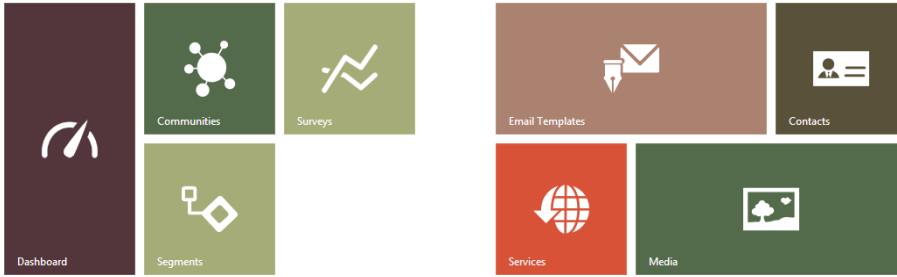 Communities
Surveys
Dashboard
Segments
Email Templates
Contacts
Services
Media